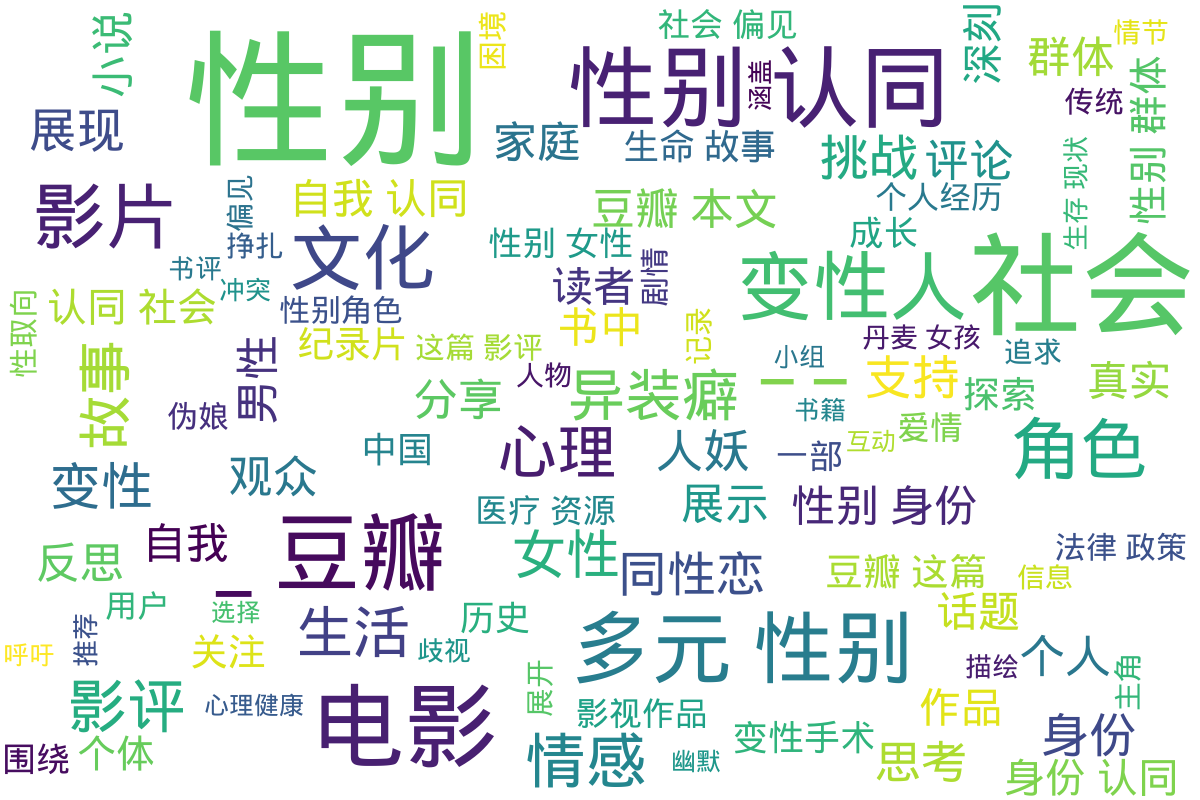 小说
性别
困境
社会 偏见
深刻
情节
群体
性别 认同
涵盖
性别 群体
展现
传统
家庭
生命 故事
挑战
评论
生存 现状
影片
偏见
自我 认同
豆瓣 本文
个人经历
挣扎
文化
性别 女性
成长
社会
书评
冲突
读者
剧情
变性人
性取向
认同 社会
性别角色
书中
记录
丹麦 女孩
故事
男性
纪录片
这篇 影评
人物
小组
追求
伪娘
分享
异装癖
一 一
支持
探索
真实
书籍
爱情
中国
心理
人妖
一部
互动
角色
变性
观众
医疗 资源
展示
性别 身份
自我
豆瓣
女性
同性恋
法律 政策
反思
一
豆瓣 这篇
信息
用户
选择
生活
历史
多元 性别
话题
呼吁
推荐
关注
歧视
描绘
个人
主角
影评
心理健康
电影
展开
影视作品
作品
围绕
个体
情感
幽默
变性手术
思考
身份
身份 认同